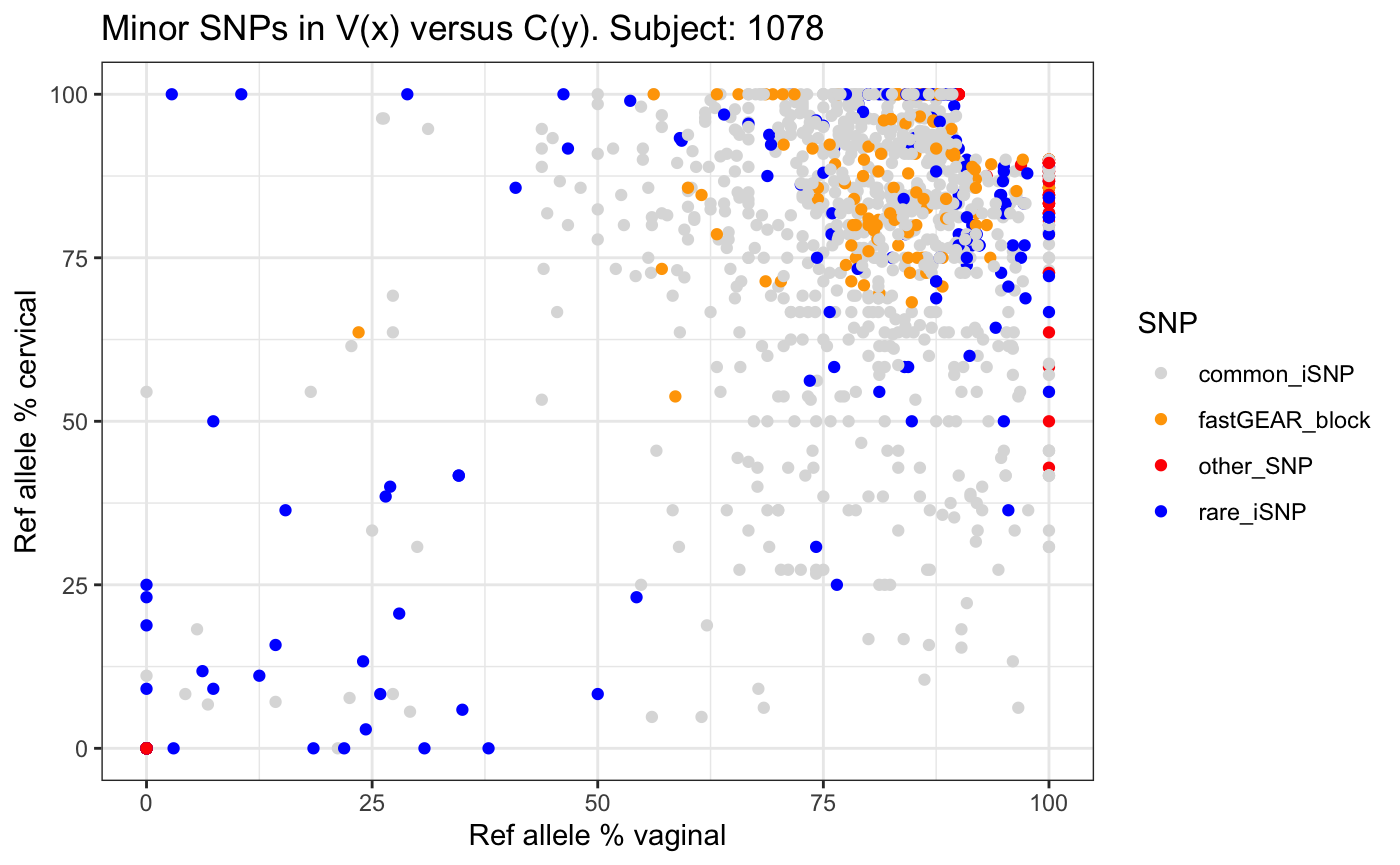 Minor SNPs in V(x) versus C(y). Subject: 1078
Ref allele % cervical
100
75
50
25
0
0 25 50 75 100
Ref allele % vaginal
SNP
common_iSNP
fastGEAR_block
other_SNP
rare_iSNP